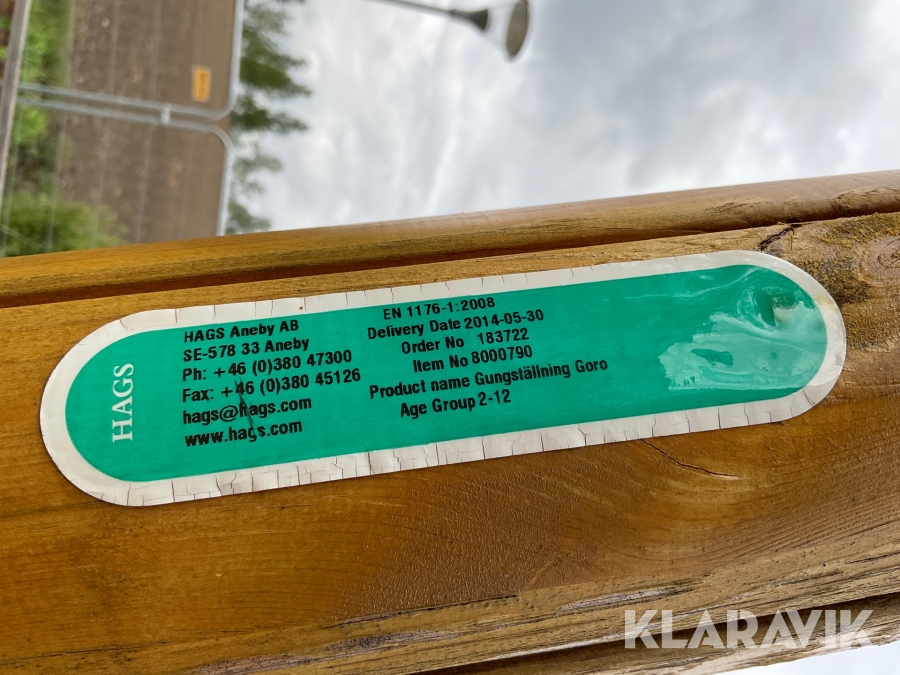 HAGS
HAGS Aneby AB
SE-578 33 Aneby
Ph: +46 (0)380 47300
Fax: +46 (0)380 45126
hags@hags.com
www.hags.com
EN 1176-1:2008
Delivery Date 2014-05-30
Order No 183722
Item No 8000790
Product name Gungställning Goro
Age Group 2-12
KLARAVIK